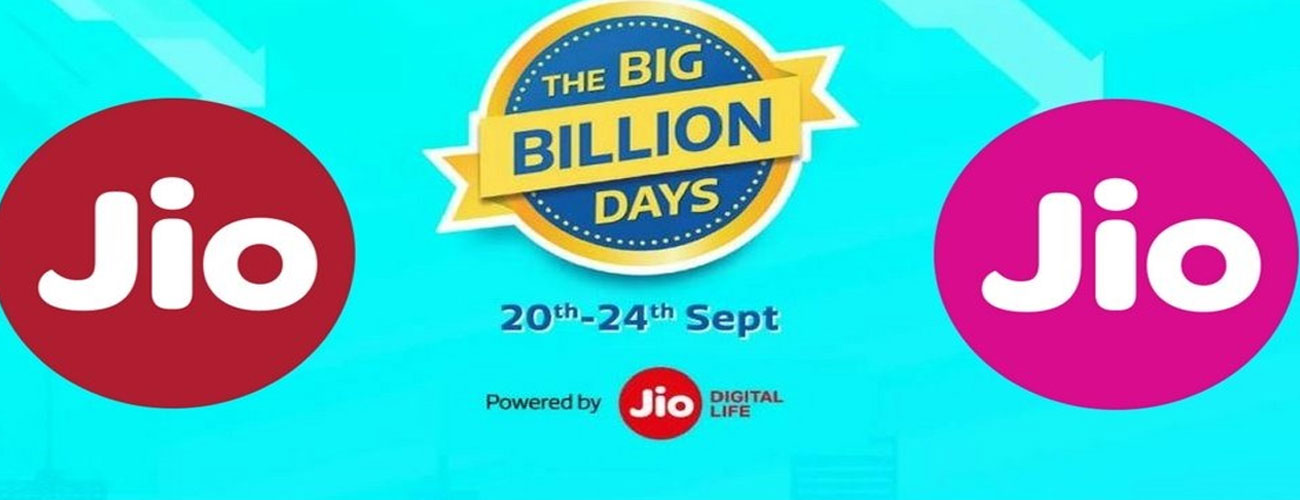 Jio
THE BIG
BILLION
DAYS
20th-24th Sept
Powered by Jio DIGITAL
LIFE
Jio